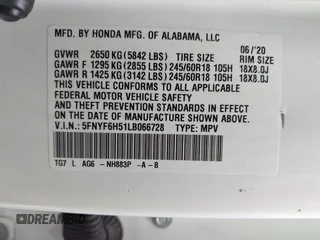 MFD. BY HONDA MFG. OF ALABAMA, LLC 06/'20
GVWR 2650 KG (5842 LBS) TIRE SIZE RIM SIZE
GAWR F 1295 KG (2855 LBS) 245/60R18 105H 18X8.0J
GAWR R 1425 KG (3142 LBS) 245/60R18 105H 18X8.0J
THIS VEHICLE CONFORMS TO ALL APPLICABLE
FEDERAL MOTOR VEHICLE SAFETY
AND THEFT PREVENTION STANDARDS IN EFFECT ON
THE DATE OF MANUFACTURE SHOWN ABOVE.
V.I.N.: 5FNYF6H51LB066728 TYPE: MPV
TG7 L AG6 -NH883P -A-B
DREAMSTIME